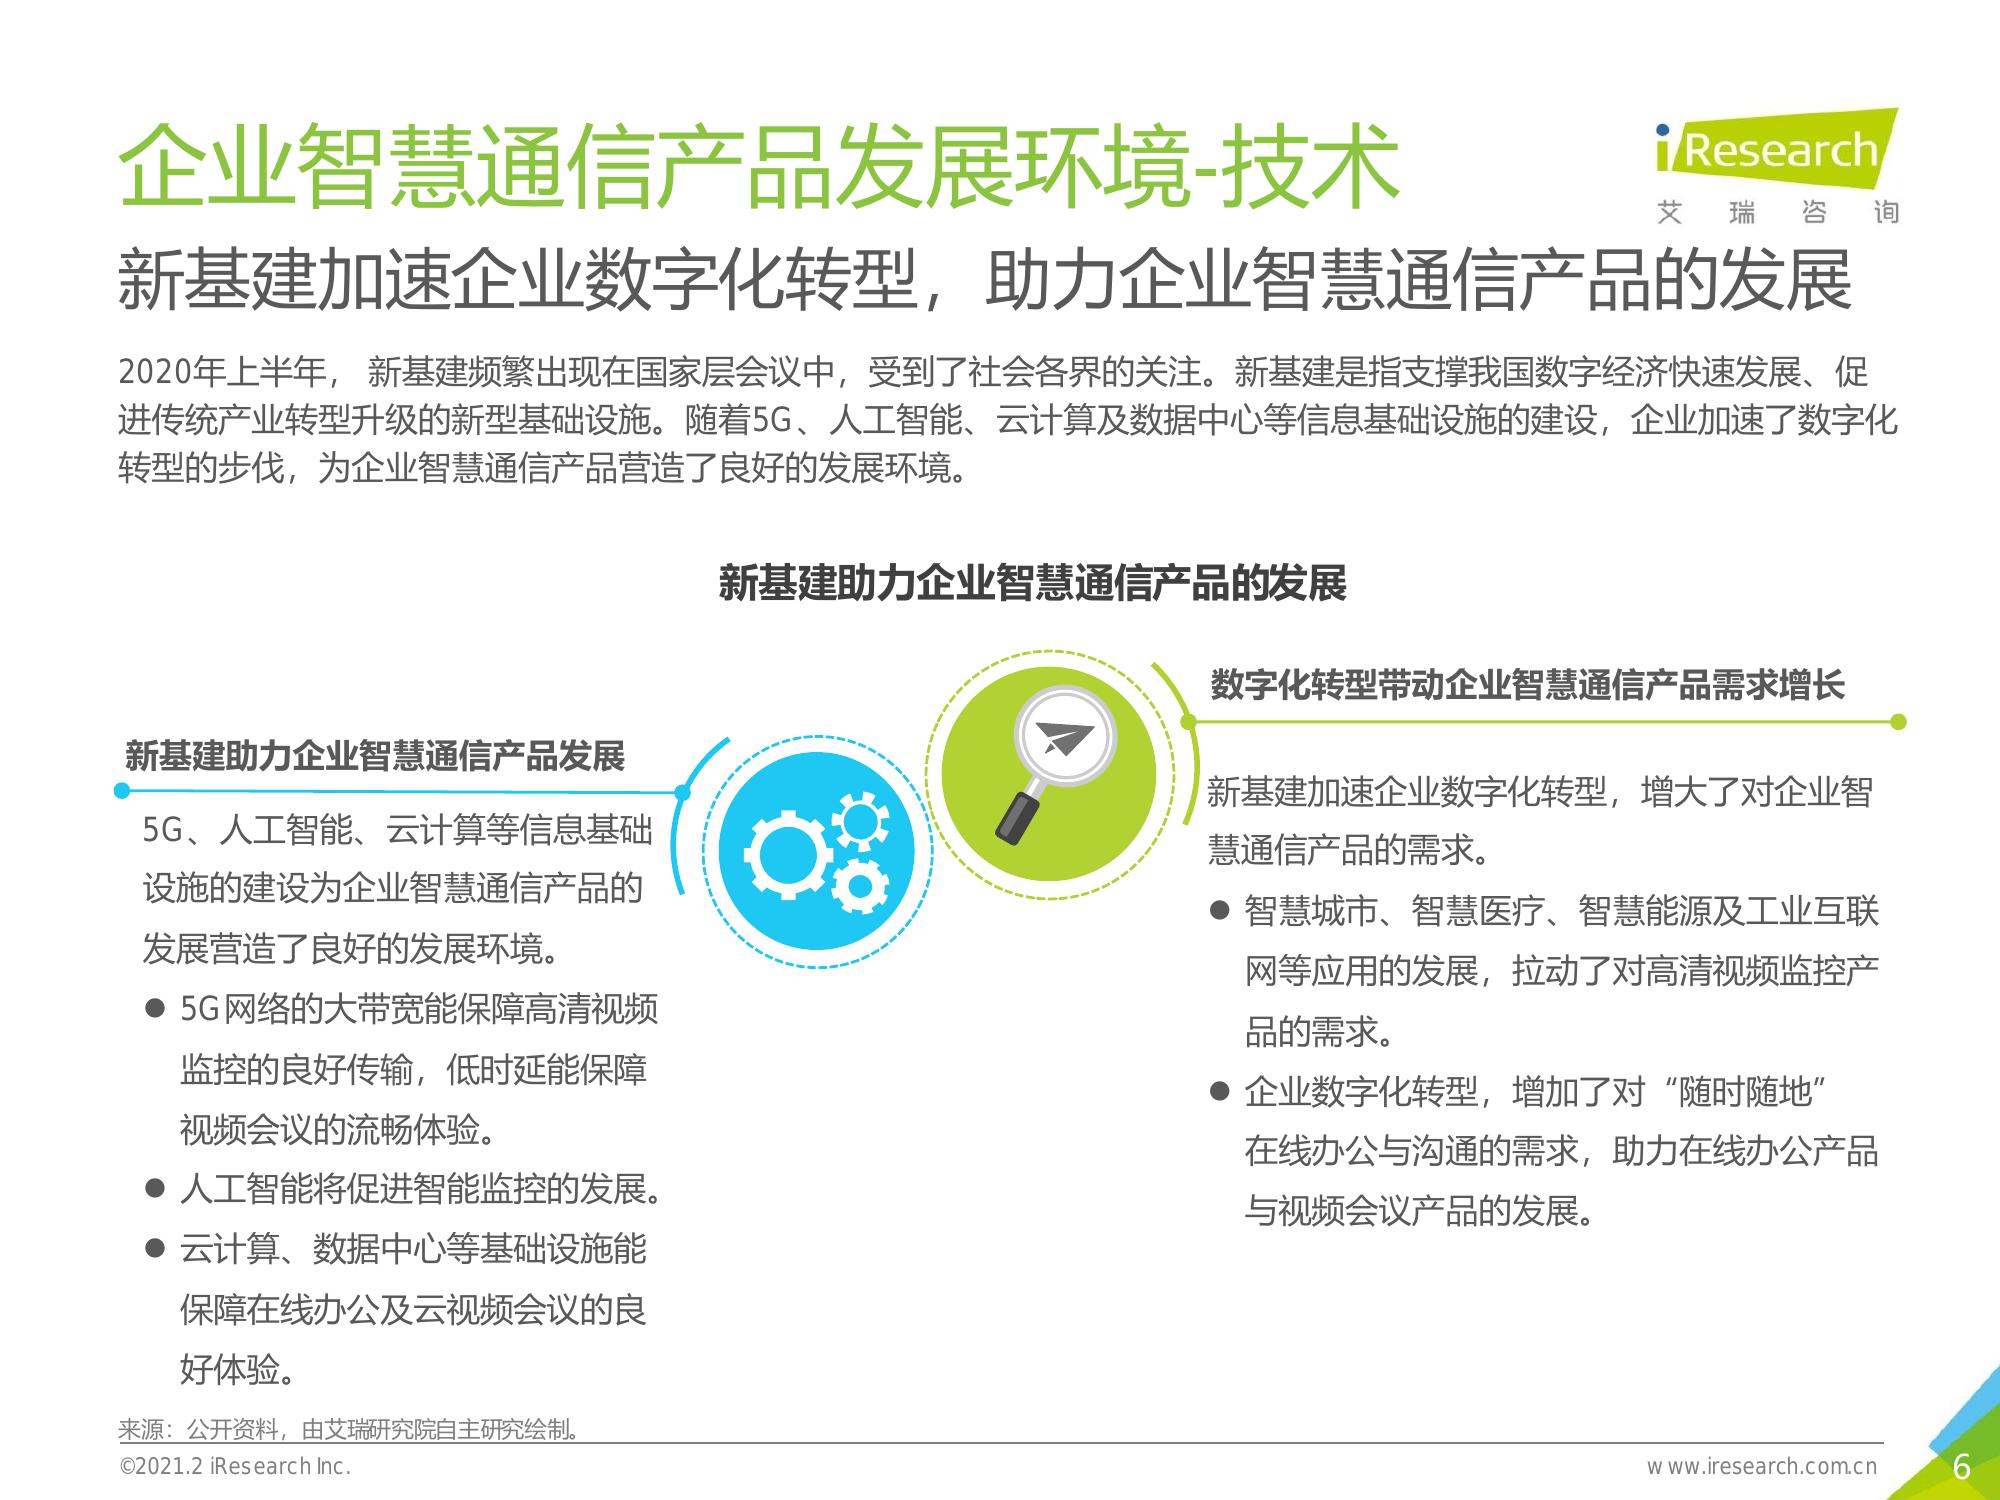 企业智慧通信产品发展环境-技术
iResearch
艾瑞咨询
新基建加速企业数字化转型，助力企业智慧通信产品的发展
2020年上半年， 新基建频繁出现在国家层会议中，受到了社会各界的关注。新基建是指支撑我国数字经济快速发展、促
进传统产业转型升级的新型基础设施。随着5G、人工智能、云计算及数据中心等信息基础设施的建设，企业加速了数字化
转型的步伐，为企业智慧通信产品营造了良好的发展环境。
新基建助力企业智慧通信产品的发展
新基建助力企业智慧通信产品发展
5G、人工智能、云计算等信息基础
设施的建设为企业智慧通信产品的
发展营造了良好的发展环境。
● 5G网络的大带宽能保障高清视频
监控的良好传输，低时延能保障
视频会议的流畅体验。
● 人工智能将促进智能监控的发展。
● 云计算、数据中心等基础设施能
保障在线办公及云视频会议的良
好体验。
数字化转型带动企业智慧通信产品需求增长
新基建加速企业数字化转型，增大了对企业智
慧通信产品的需求。
● 智慧城市、智慧医疗、智慧能源及工业互联
网等应用的发展，拉动了对高清视频监控产
品的需求。
● 企业数字化转型，增加了对“随时随地”
在线办公与沟通的需求，助力在线办公产品
与视频会议产品的发展。
来源：公开资料，由艾瑞研究院自主研究绘制。
©2021.2 iResearch Inc.
www.iresearch.com.cn
6